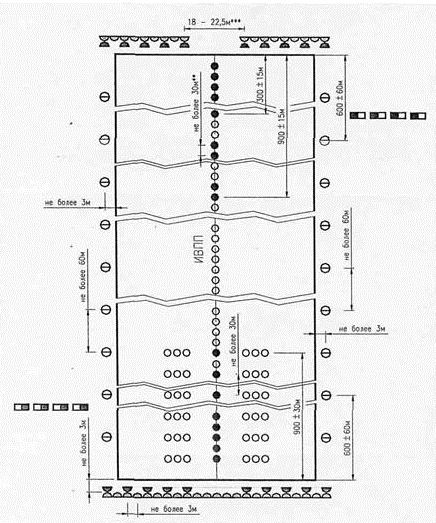 18 – 22,5м***
не более 30м**
300 ± 15м
900 ± 15м
600 ± 60м
не более 3м
не более 60м
ИВПП
не более 60м
не более 30м
не более 3м
900 ± 30м
600 ± 60м
не более 3м
не более 3м